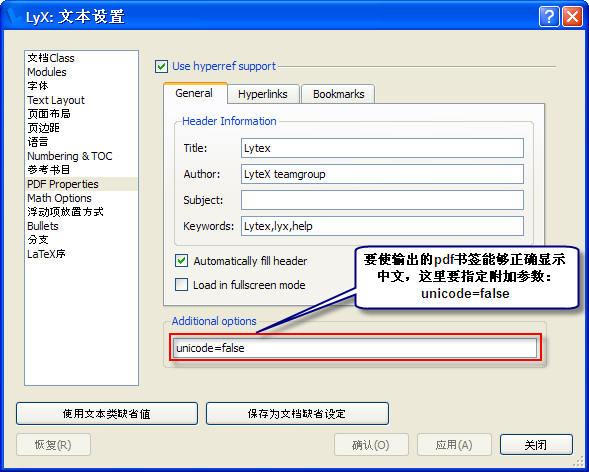 LyX: 文本设置
文档Class
Modules
字体
Text Layout
页面布局
页边距
语言
Numbering & TOC
参考书目
PDF Properties
Math Options
浮动项放置方式
Bullets
分支
LaTeX序
Use hyperref support
General
Hyperlinks
Bookmarks
Header Information
Title:
Lytex
Author:
LyteX teamgroup
Subject:
Keywords:
Lytex,lyx,help
Automatically fill header
Load in fullscreen mode
要使输出的pdf书签能够正确显示
中文，这里要指定附加参数：
unicode=false
Additional options
unicode=false
使用文本类缺省值
保存为文档缺省设定
恢复(R)
确认(O)
应用(A)
关闭